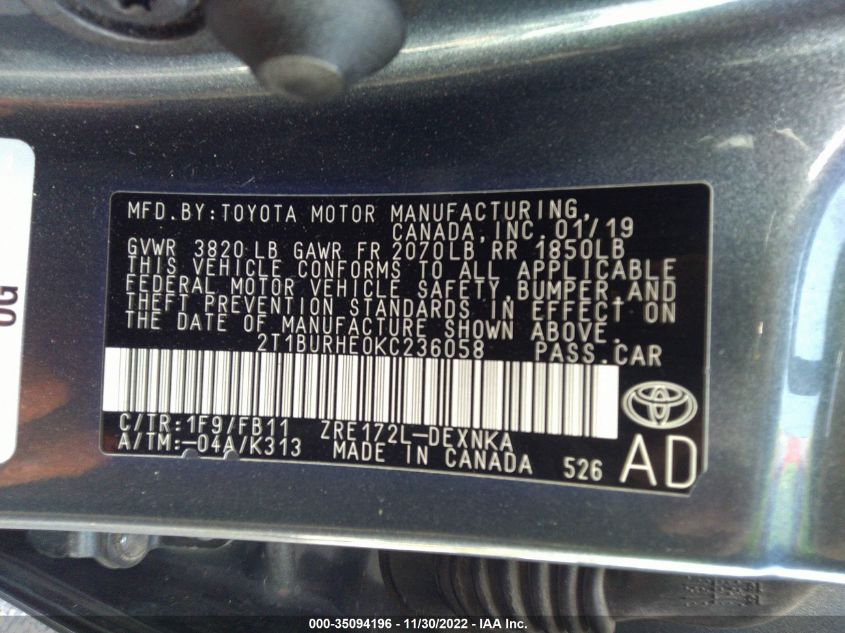 MFD.BY:TOYOTA MOTOR MANUFACTURING,
CANADA,INC.01/19
GVWR 3820 LB GAWR FR 2070LB RR 1850LB
THIS VEHICLE CONFORMS TO ALL APPLICABLE
FEDERAL MOTOR VEHICLE SAFETY,BUMPER,AND
THEFT PREVENTION STANDARDS IN EFFECT ON
THE DATE OF MANUFACTURE SHOWN ABOVE.
2T1BURHE0KC236058 PASS.CAR
C/TR:1F9/FB11 ZRE172L-DEXNKA
A/TM:-04A/K313 MADE IN CANADA 526 AD
000-35094196 - 11/30/2022 - IAA Inc.